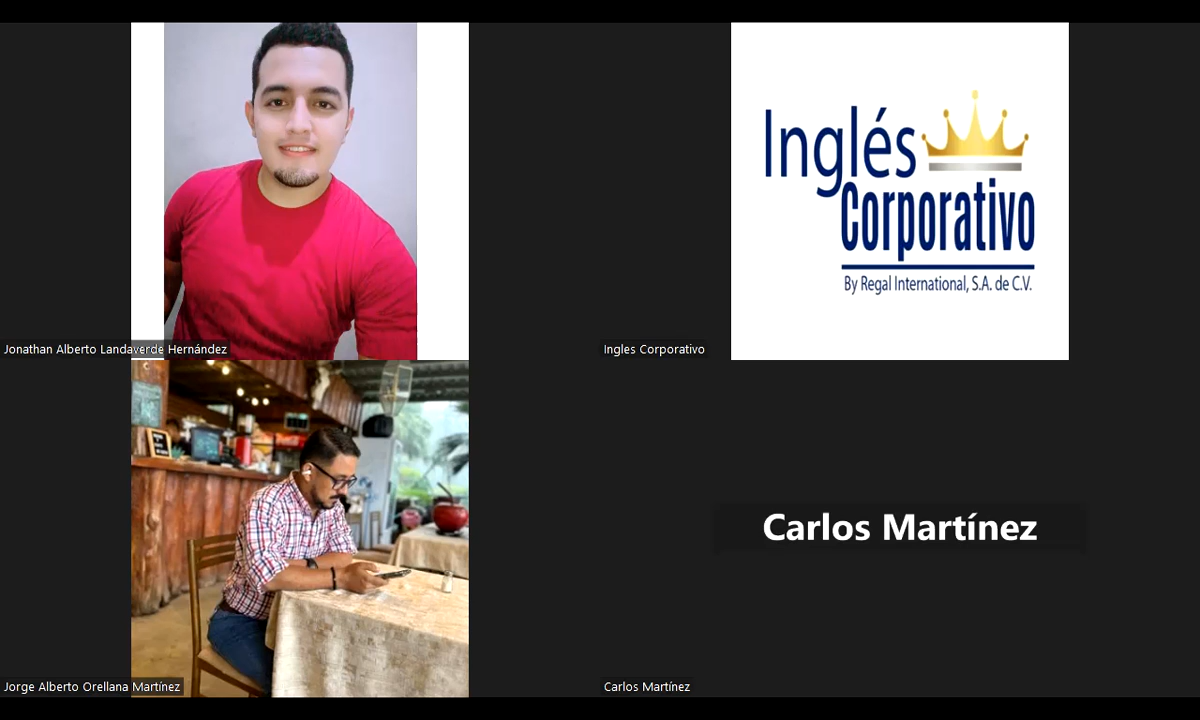 Inglés
Corporativo
By Regal International, S.A. de C.V.
Jonathan Alberto Landaverde Hernández
Ingles Corporativo
Carlos Martínez
Jorge Alberto Orellana Martínez
Carlos Martínez